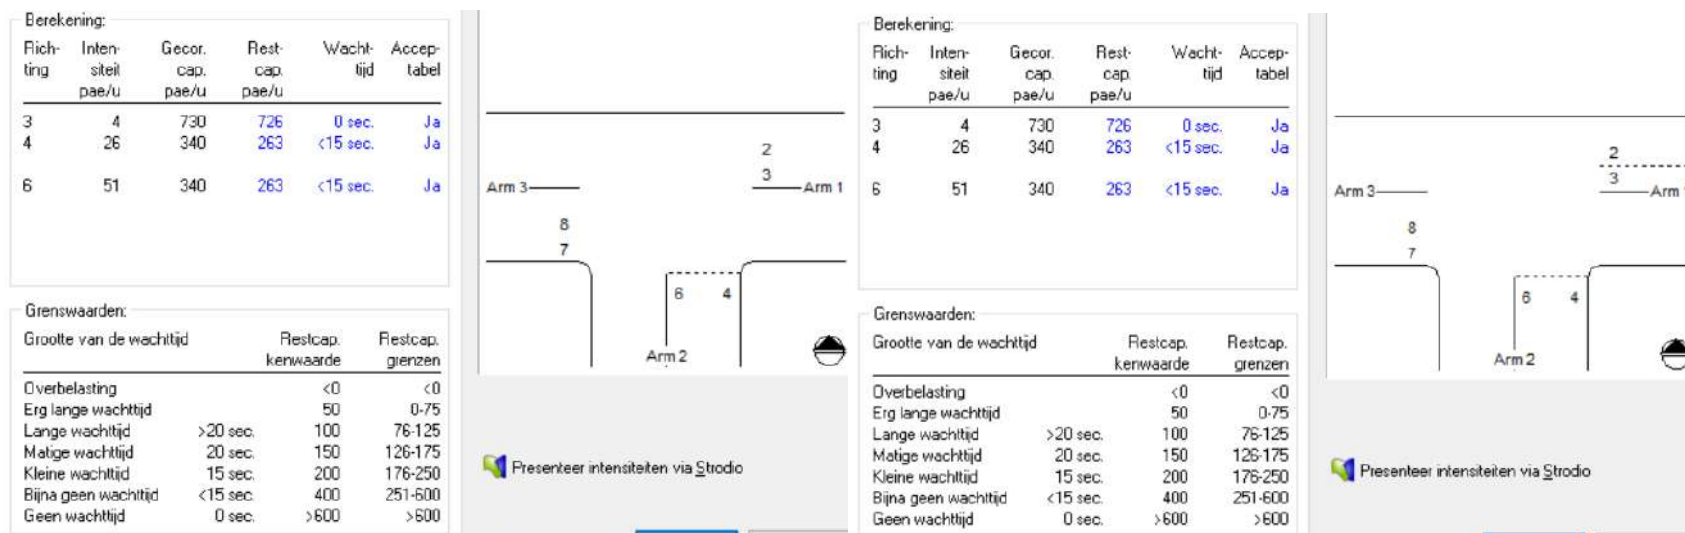 Berekening:
Rich- Inten- Gecor. Rest- Wacht- Accep-
ting siteit cap. cap. tijd tabel
pae/u pae/u pae/u
3 4 730 726 0 sec. Ja
4 26 340 263 <15 sec. Ja
6 51 340 263 <15 sec. Ja
Grenswaarden:
Grootte van de wachttijd Restcap. Restcap.
kenwaarde grenzen
Overbelasting <0 <0
Erg lange wachttijd 50 0-75
Lange wachttijd >20 sec. 100 76-125
Matige wachttijd 20 sec. 150 126-175
Kleine wachttijd 15 sec. 200 176-250
Bijna geen wachttijd <15 sec. 400 251-600
Geen wachttijd 0 sec. >600 >600
2
3
Arm 3 Arm 1
8
7
6 4
Arm 2
Presenteer intensiteiten via Strodio
Berekening:
Rich- Inten- Gecor. Rest- Wacht- Accep-
ting siteit cap. cap. tijd tabel
pae/u pae/u pae/u
3 4 730 726 0 sec. Ja
4 26 340 263 <15 sec. Ja
6 51 340 263 <15 sec. Ja
Grenswaarden:
Grootte van de wachttijd Restcap. Restcap.
kenwaarde grenzen
Overbelasting <0 <0
Erg lange wachttijd 50 0-75
Lange wachttijd >20 sec. 100 76-125
Matige wachttijd 20 sec. 150 126-175
Kleine wachttijd 15 sec. 200 176-250
Bijna geen wachttijd <15 sec. 400 251-600
Geen wachttijd 0 sec. >600 >600
2
3
Arm 3 Arm
8
7
6 4
Arm 2
Presenteer intensiteiten via Strodio